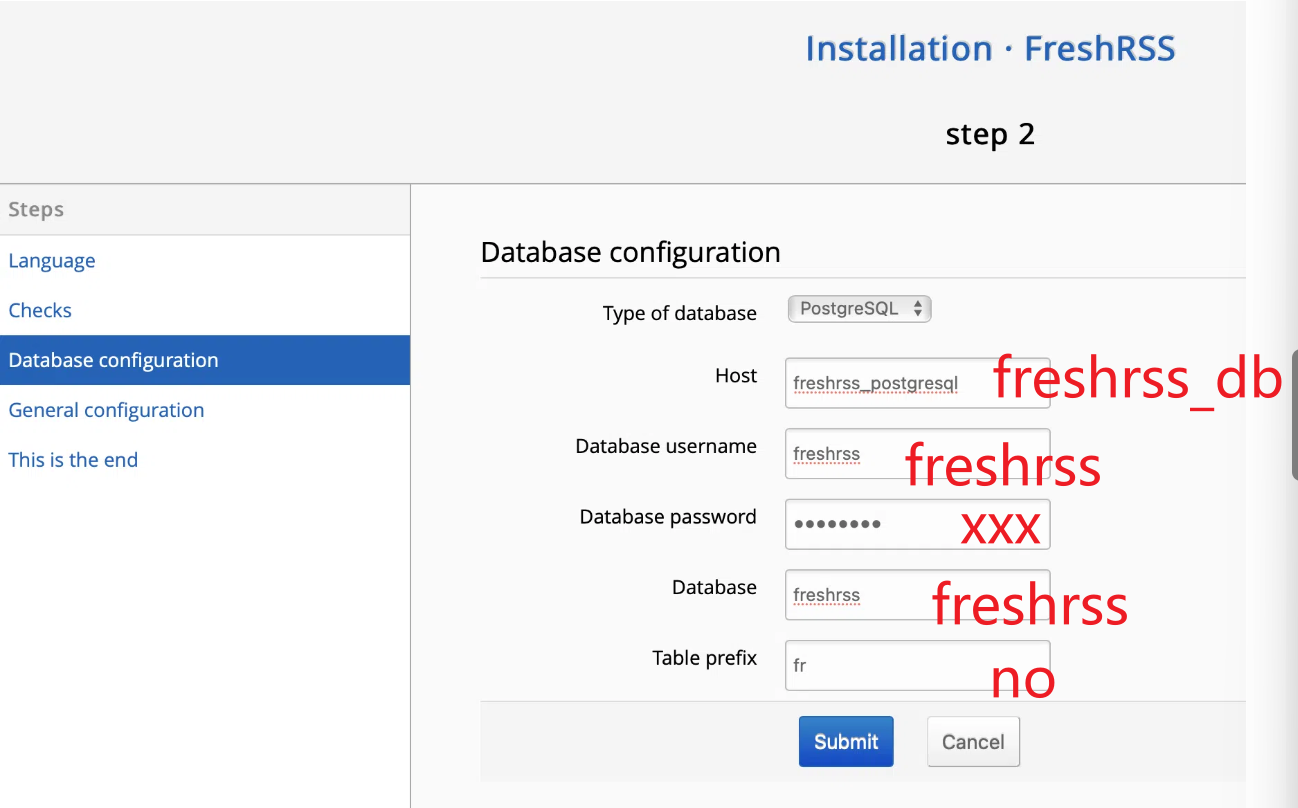 Installation · FreshRSS
step 2
Steps
Language
Checks
Database configuration
General configuration
This is the end
Database configuration
Type of database PostgreSQL
Host freshrss_postgresql freshrss_db
Database username freshrss freshrss
Database password •••••••• xxx
Database freshrss freshrss
Table prefix fr no
Submit Cancel